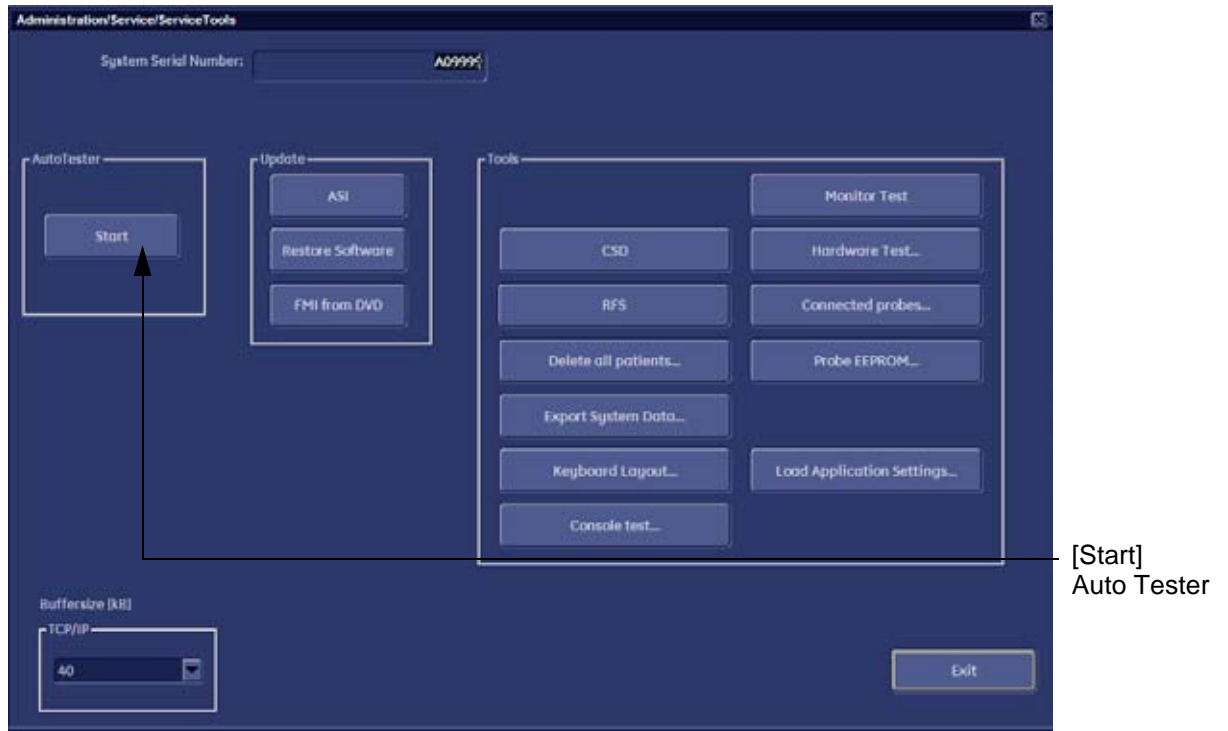 Administration/Service/ServiceTools
System Serial Number:
A09999
AutoTester
Start
Update
ASI
Restore Software
FMI from DVD
Tools
Monitor Test
CSD
Hardware Test...
RFS
Connected probes...
Delete all patients...
Probe EEPROM...
Export System Data...
Keyboard Layout...
Load Application Settings...
Console test...
[Start]
Auto Tester
Buffersize [kB]
TCP/IP
40
Exit